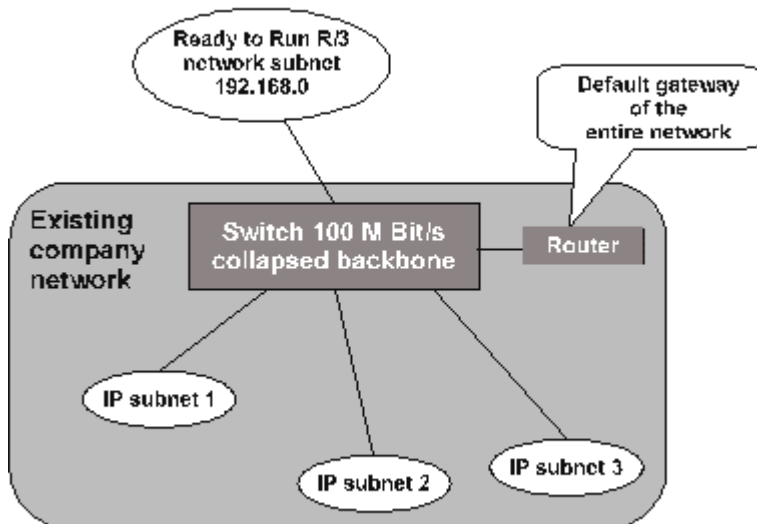 Ready to Run R/3
network subnet
192.168.0
Default gateway
of the
entire network
Existing
company
network
Switch 100 M Bit/s
collapsed backbone
Router
IP subnet 1
IP subnet 2
IP subnet 3